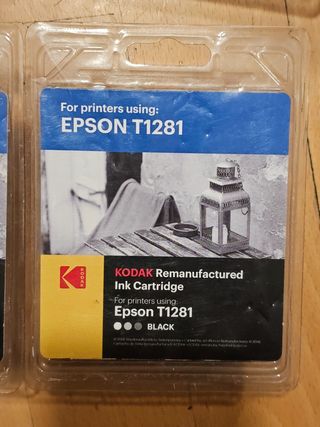 For printers using:
EPSON T1281
KODAK
KODAK Remanufactured
Ink Cartridge
For printers using:
Epson T1281
BLACK